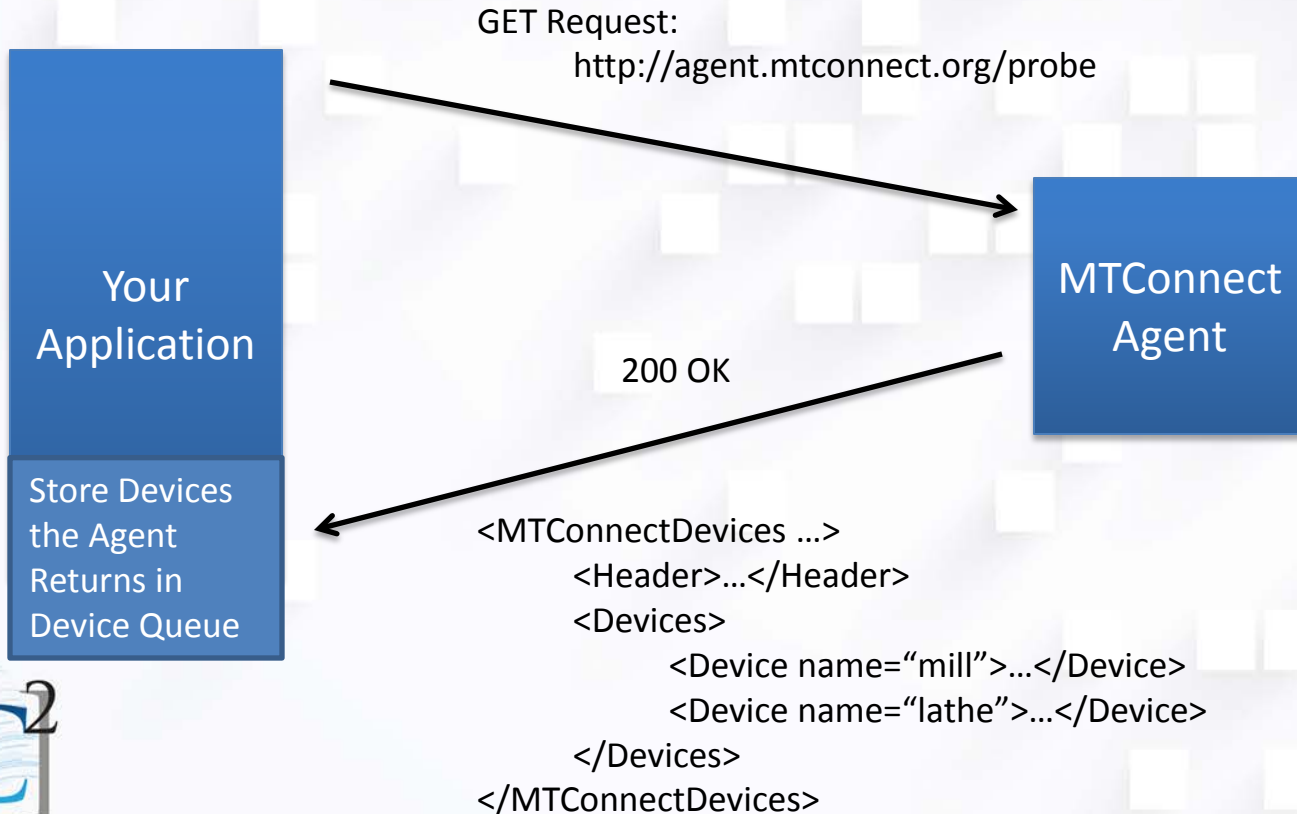 GET Request:
http://agent.mtconnect.org/probe
Your
Application
MTConnect
Agent
200 OK
Store Devices
the Agent
Returns in
Device Queue
<MTConnectDevices …>
<Header>…</Header>
<Devices>
<Device name=“mill”>…</Device>
<Device name=“lathe”>…</Device>
</Devices>
</MTConnectDevices>
2